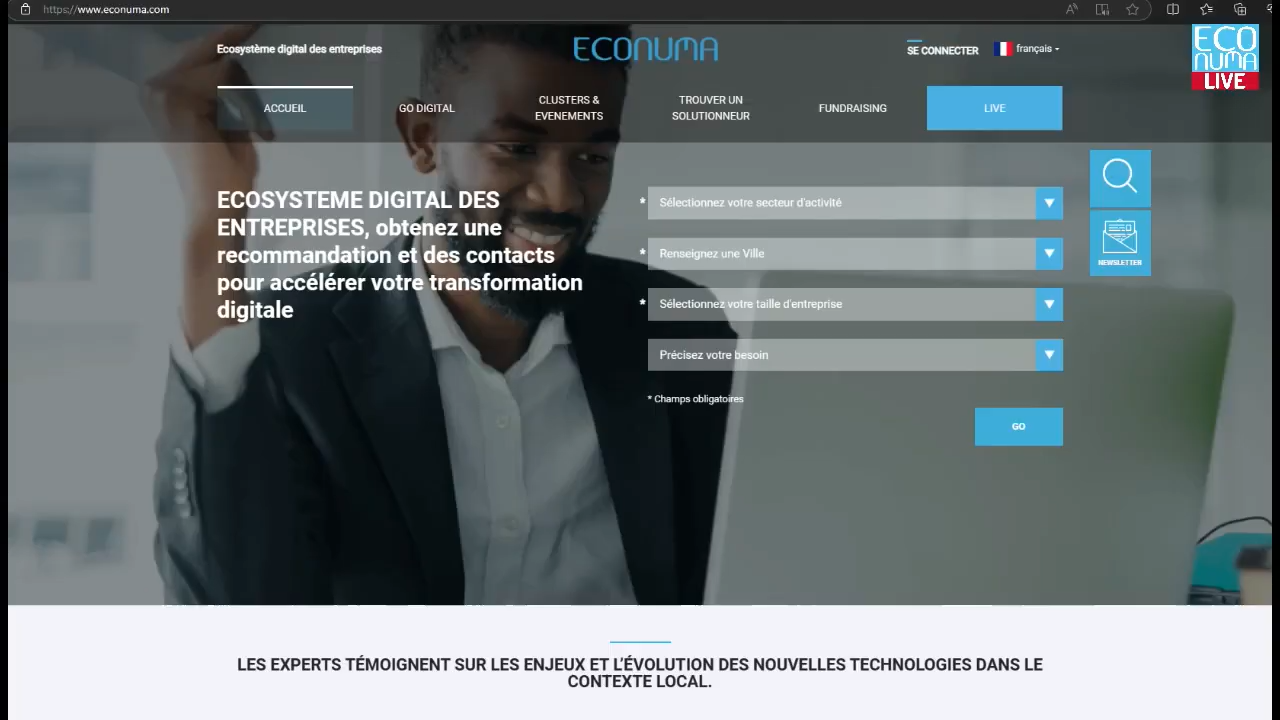 https://www.econuma.com
Ecosystème digital des entreprises
ECONUMA
SE CONNECTER
français
ECO
NUMA
LIVE
ACCUEIL
GO DIGITAL
CLUSTERS &
EVENEMENTS
TROUVER UN
SOLUTIONNEUR
FUNDRAISING
LIVE
ECOSYSTEME DIGITAL DES
ENTREPRISES, obtenez une
recommandation et des contacts
pour accélérer votre transformation
digitale
* Sélectionnez votre secteur d'activité
* Renseignez une Ville
* Sélectionnez votre taille d'entreprise
Précisez votre besoin
* Champs obligatoires
GO
NEWSLETTER
LES EXPERTS TÉMOIGNENT SUR LES ENJEUX ET L'ÉVOLUTION DES NOUVELLES TECHNOLOGIES DANS LE
CONTEXTE LOCAL.